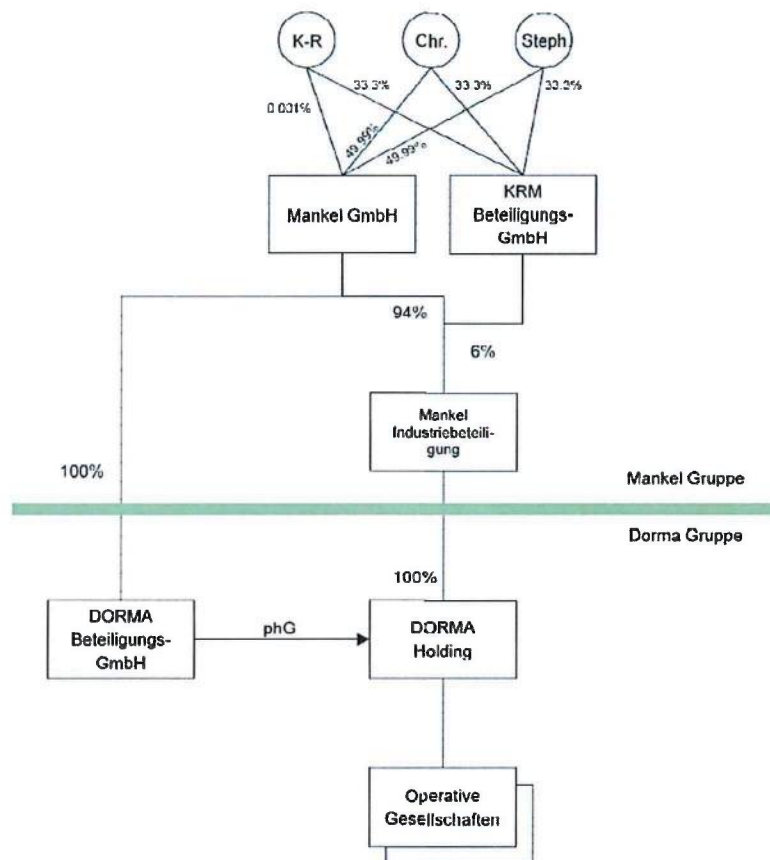 K-R
Chr.
Steph.
33.3%
33.3%
33.3%
0.001%
49.99%
49.99%
Mankel GmbH
KRM
Beteiligungs-
GmbH
94%
6%
Mankel
Industriebeteili-
gung
100%
Mankel Gruppe
Dorma Gruppe
100%
DORMA
Beteiligungs-
GmbH
phG
DORMA
Holding
Operative
Gesellschaften